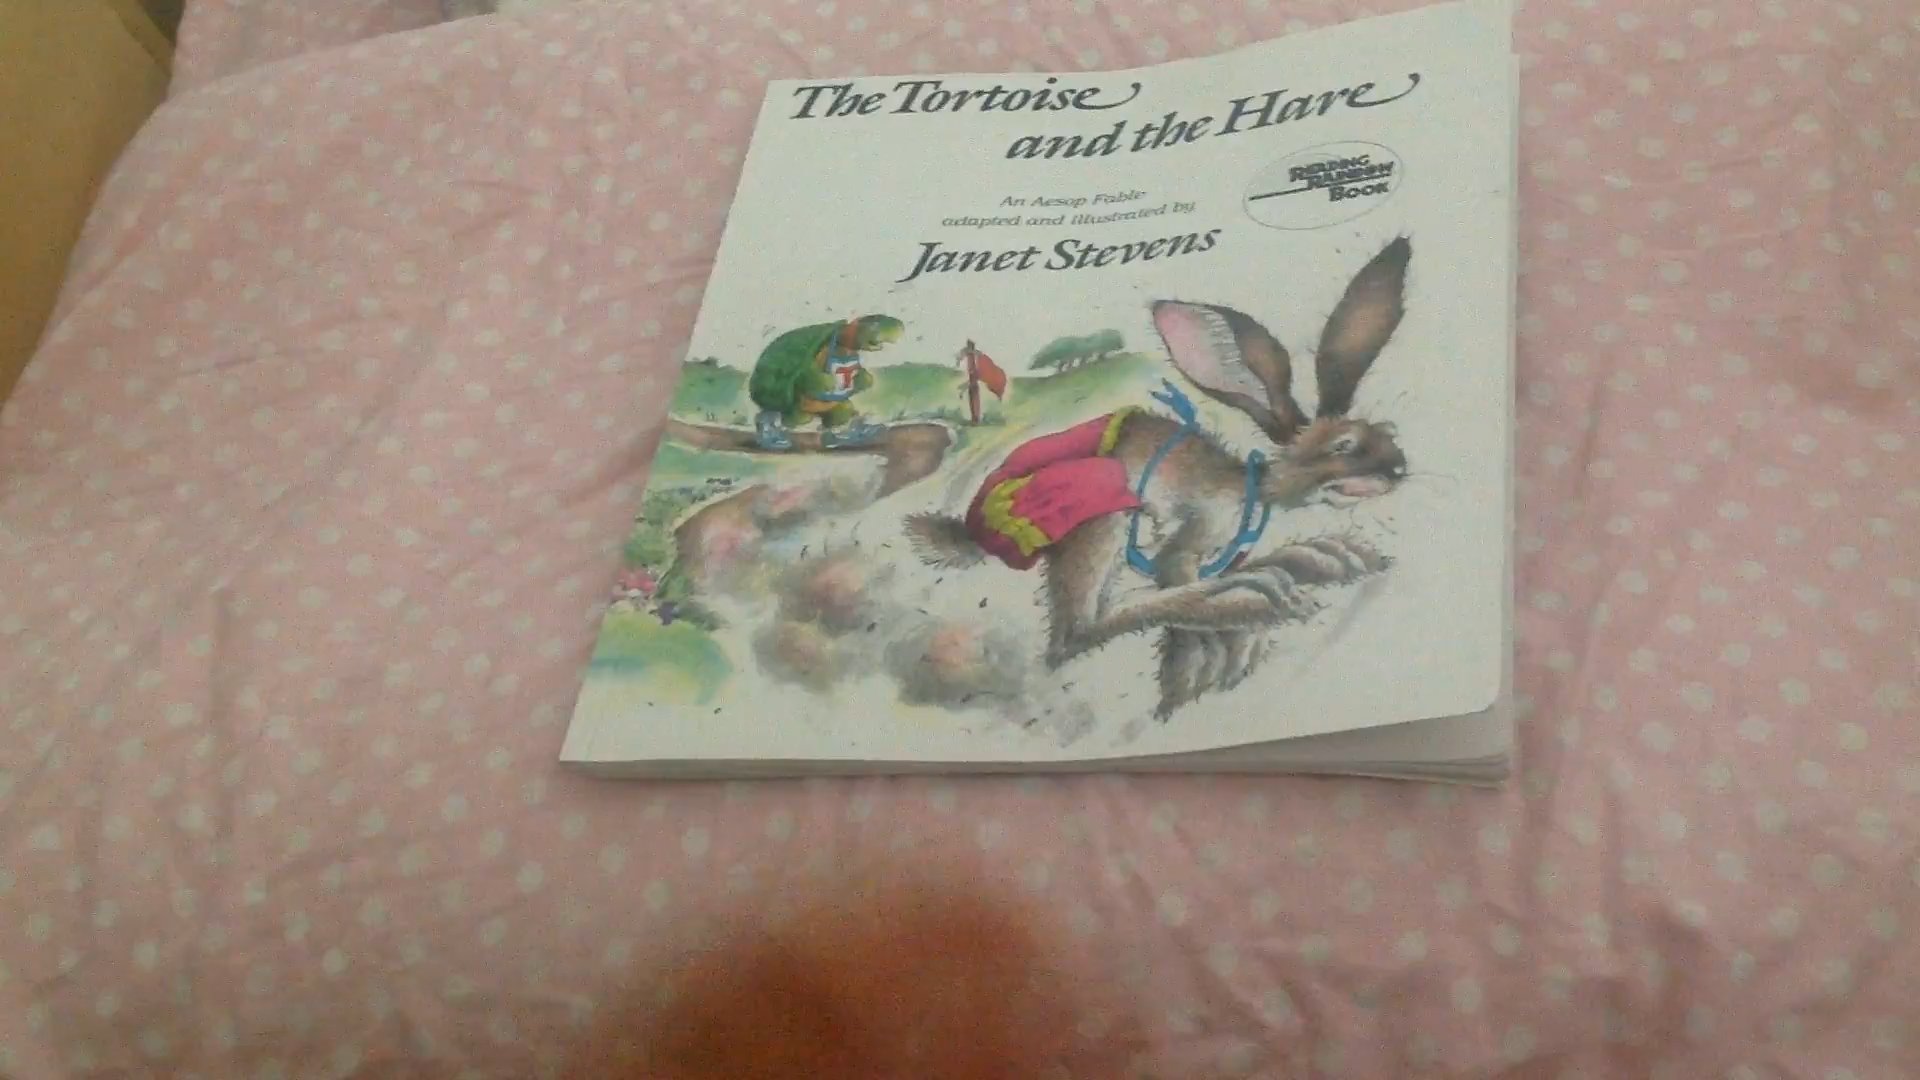 The Tortoise
and the Hare
READING
RAINBOW
BOOK
An Aesop Fable
adapted and illustrated by
Janet Stevens
T